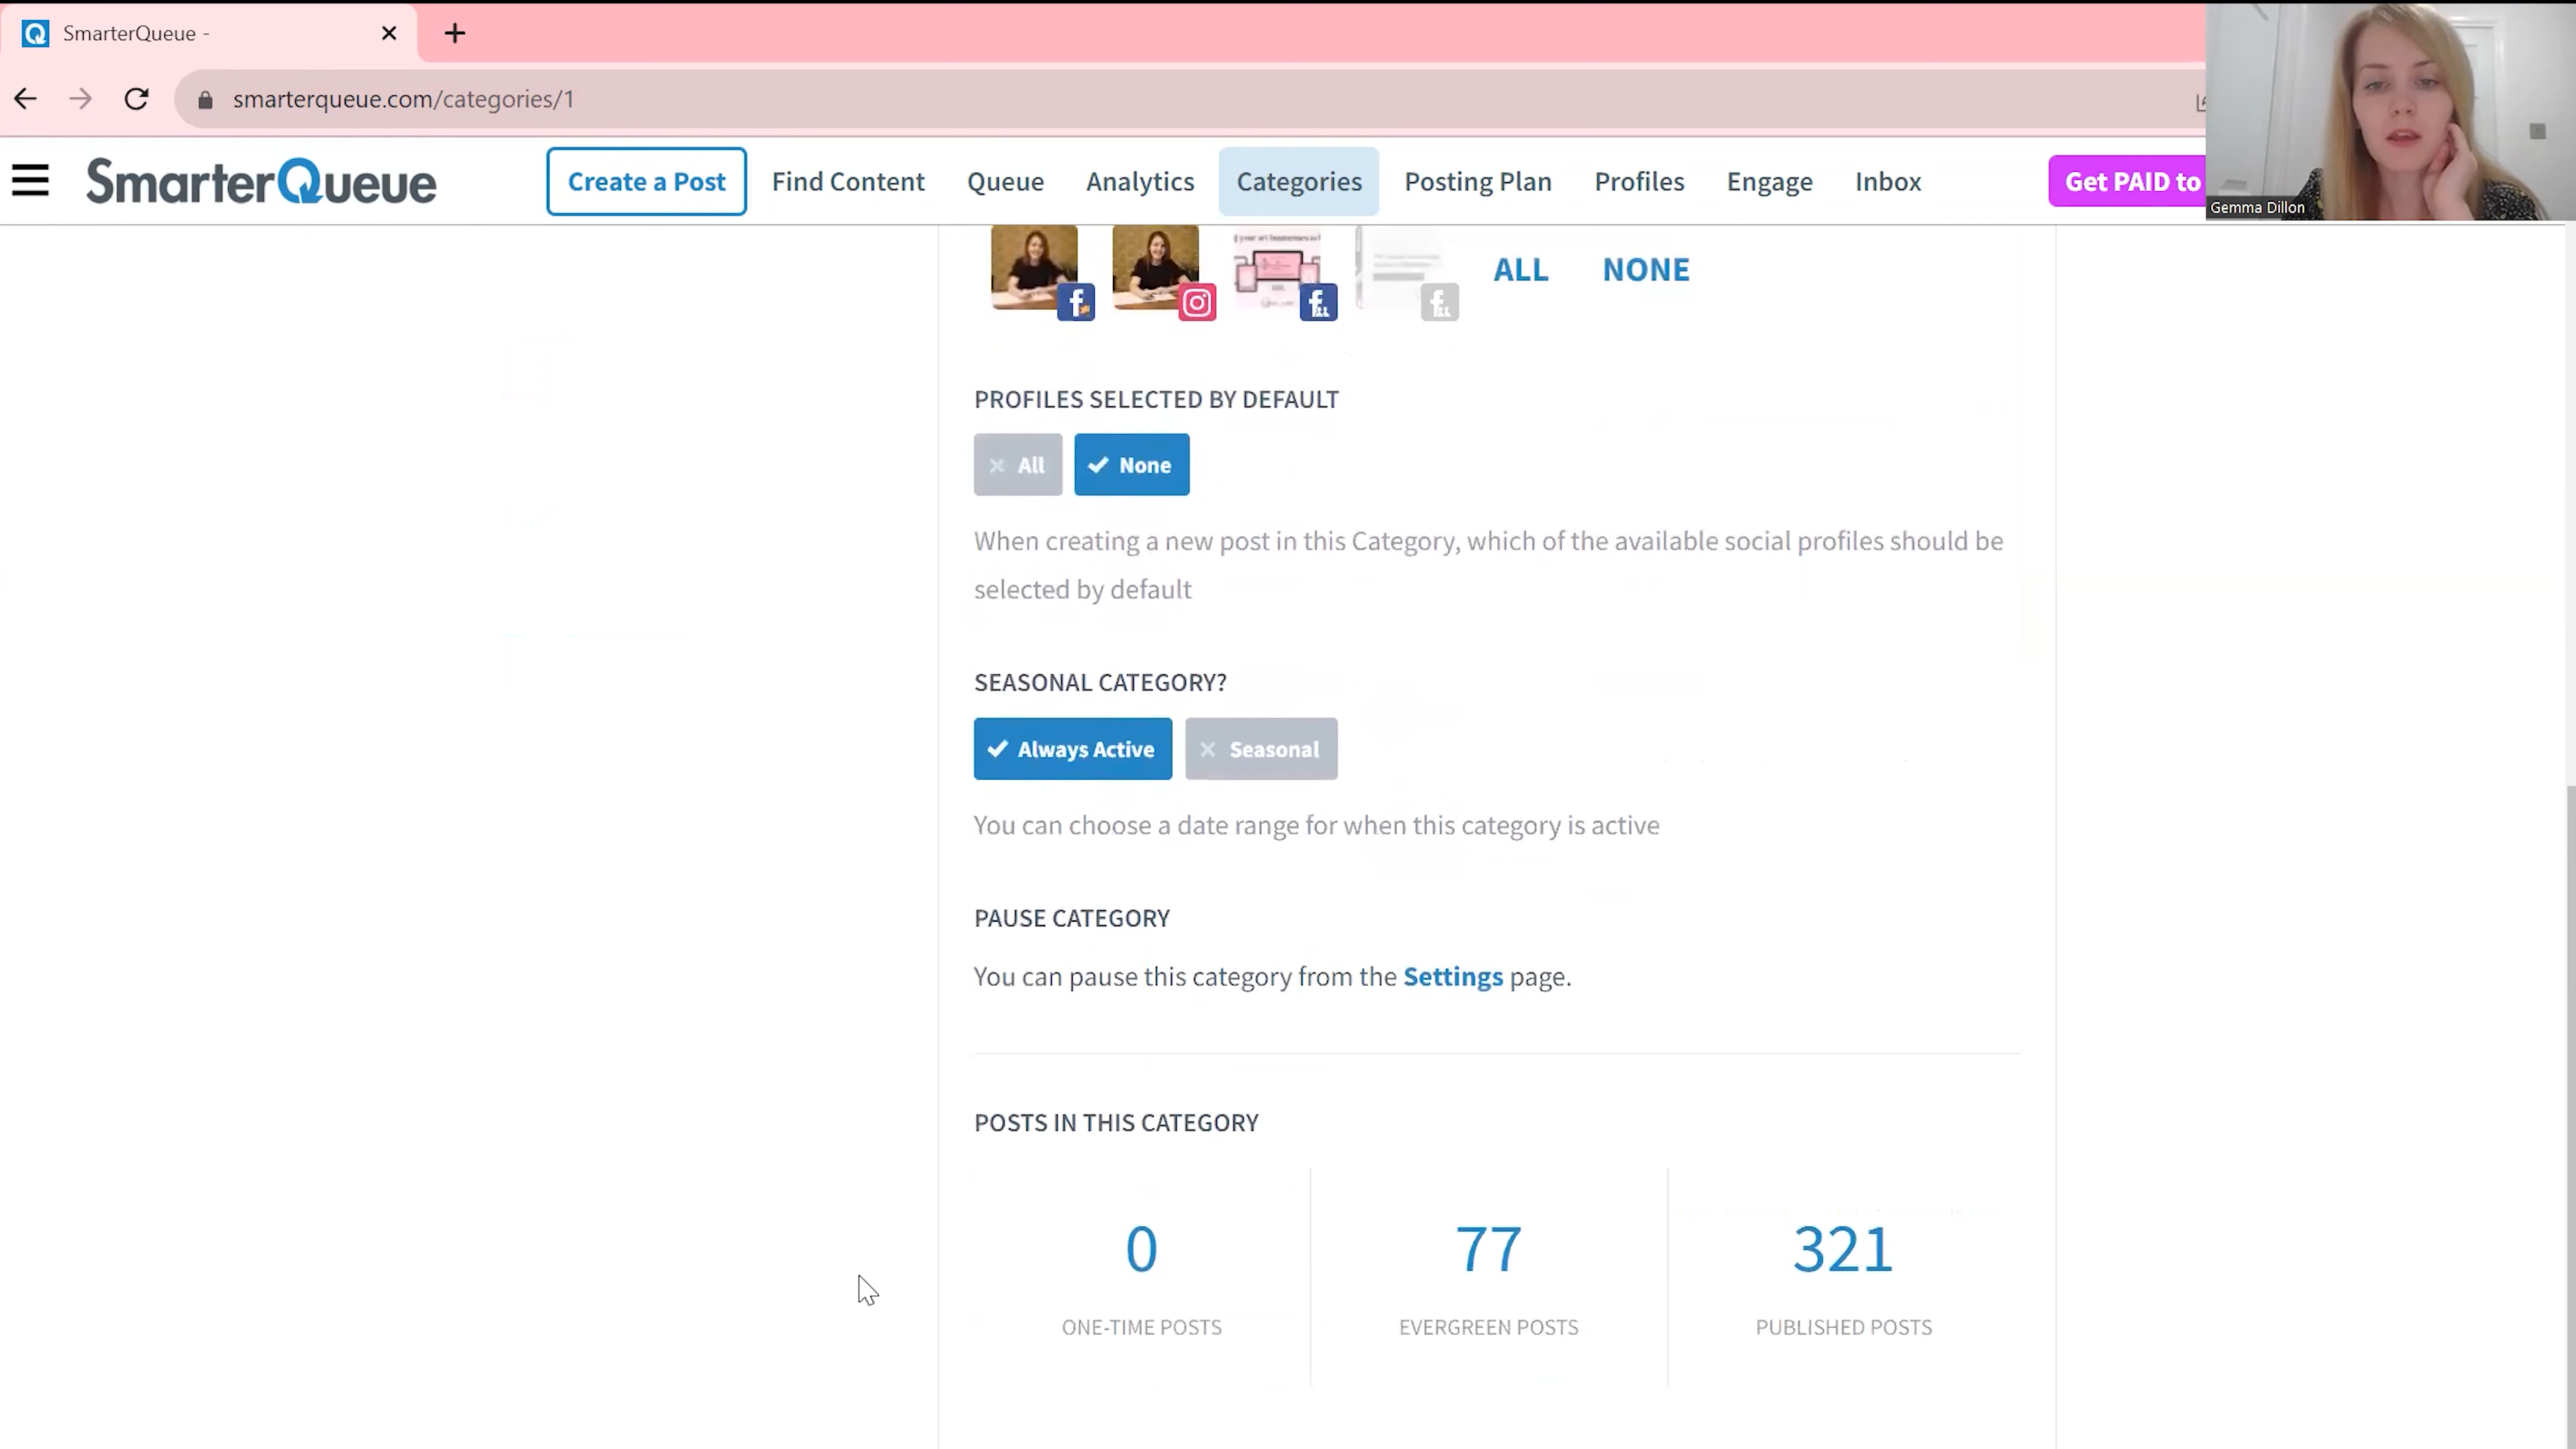 SmarterQueue -
smarterqueue.com/categories/1
SmarterQueue
Create a Post
Find Content
Queue
Analytics
Categories
Posting Plan
Profiles
Engage
Inbox
Get PAID to
Gemma Dillon
ALL
NONE
PROFILES SELECTED BY DEFAULT
All
None
When creating a new post in this Category, which of the available social profiles should be
selected by default
SEASONAL CATEGORY?
Always Active
Seasonal
You can choose a date range for when this category is active
PAUSE CATEGORY
You can pause this category from the Settings page.
POSTS IN THIS CATEGORY
0
77
321
ONE-TIME POSTS
EVERGREEN POSTS
PUBLISHED POSTS